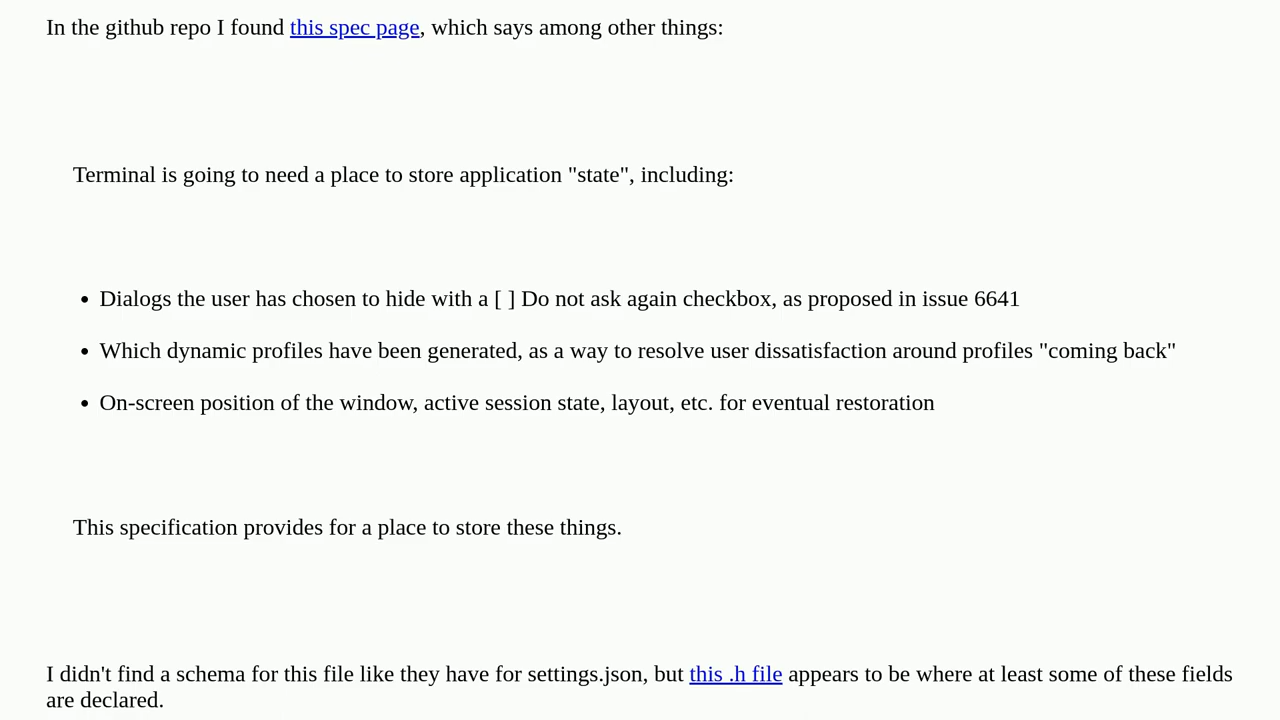 In the github repo I found this spec page, which says among other things:
Terminal is going to need a place to store application "state", including:
• Dialogs the user has chosen to hide with a [ ] Do not ask again checkbox, as proposed in issue 6641
• Which dynamic profiles have been generated, as a way to resolve user dissatisfaction around profiles "coming back"
• On-screen position of the window, active session state, layout, etc. for eventual restoration
This specification provides for a place to store these things.
I didn't find a schema for this file like they have for settings.json, but this .h file appears to be where at least some of these fields
are declared.